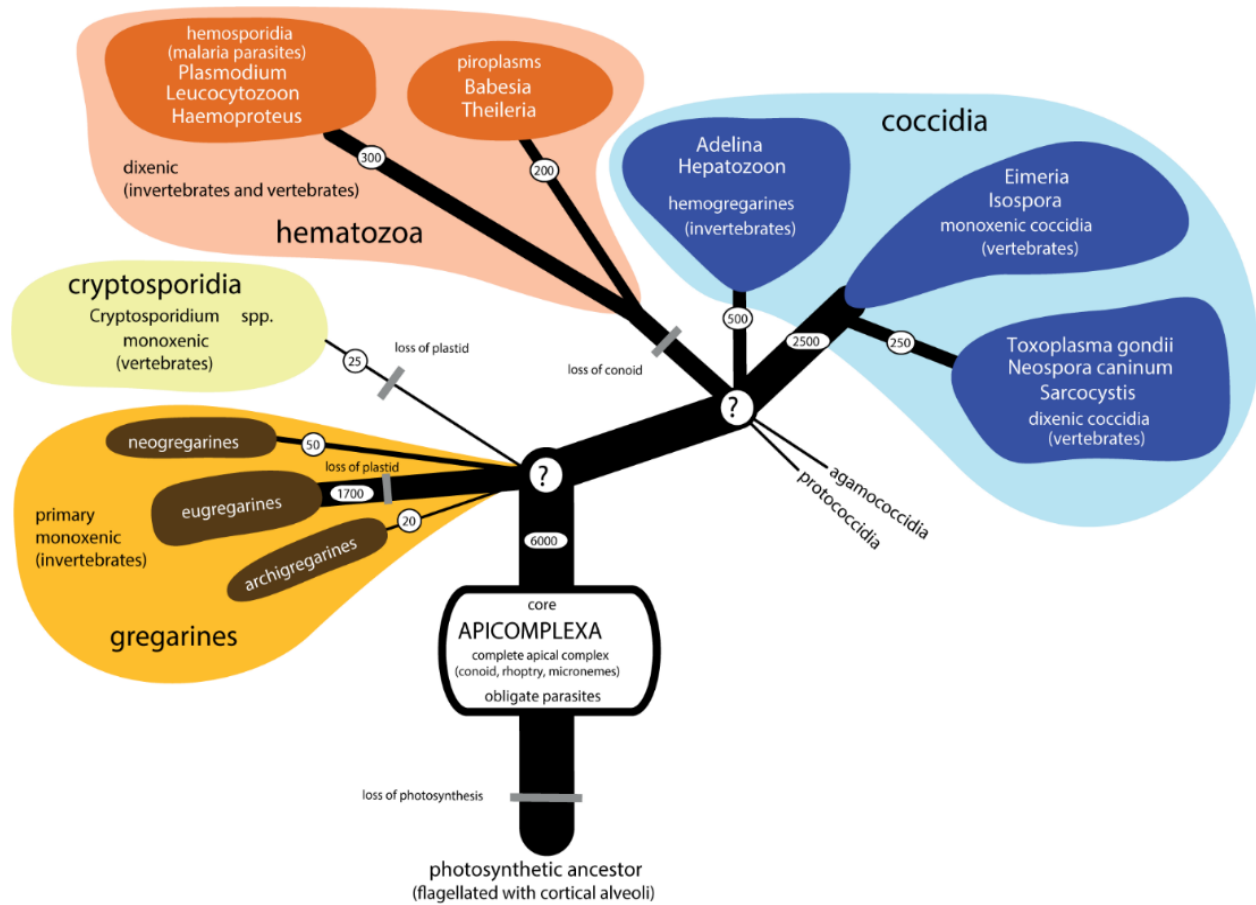 hemosporidia
(malaria parasites)
Plasmodium
Leucocytozoon
Haemoproteus
piroplasms
Babesia
Theileria
300
200
dixenic
(invertebrates and vertebrates)
hematozoa
coccidia
Adelina
Hepatozoon
hemogregarines
(invertebrates)
Eimeria
Isospora
monoxenic coccidia
(vertebrates)
500
2500
250
Toxoplasma gondii
Neospora caninum
Sarcocystis
dixenic coccidia
(vertebrates)
cryptosporidia
Cryptosporidium spp.
monoxenic
(vertebrates)
25
loss of plastid
loss of conoid
?
agamococcidia
protococcidia
neogregarines
50
loss of plastid
1700
eugregarines
20
archigregarines
primary
monoxenic
(invertebrates)
gregarines
?
6000
core
APICOMPLEXA
complete apical complex
(conoid, rhoptry, micronemes)
obligate parasites
loss of photosynthesis
photosynthetic ancestor
(flagellated with cortical alveoli)